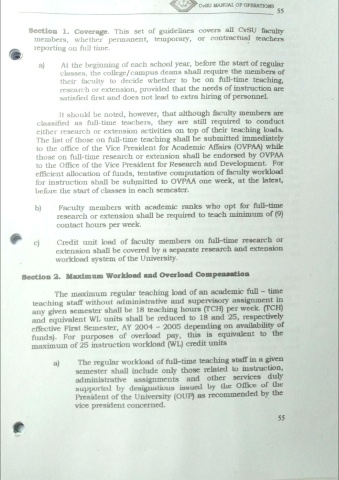 CvSU MANUAL OF OPERATIONS
55
Section 1. Coverage. This set of guidelines covers all CvSU faculty
members, whether permanent, temporary, or contractual teachers
reporting on full time.
a) At the beginning of each school year, before the start of regular
classes, the college/campus deans shall require the members of
their faculty to decide whether to be on full-time teaching,
research or extension, provided that the needs of instruction are
satisfied first and does not lead to extra hiring of personnel.
It should be noted, however, that although faculty members are
classified as full-time teachers, they are still required to conduct
either research or extension activities on top of their teaching loads.
The list of those on full-time teaching shall be submitted immediately
to the office of the Vice President for Academic Affairs (OVPAA) while
those on full-time research or extension shall be endorsed by OVPAA
to the Office of the Vice President for Research and Development. For
efficient allocation of funds, tentative computation of faculty workload
for instruction shall be submitted to OVPAA one week, at the latest,
before the start of classes in each semester.
b) Faculty members with academic ranks who opt for full-time
research or extension shall be required to teach minimum of (9)
contact hours per week.
c) Credit unit load of faculty members on full-time research or
extension shall be covered by a separate research and extension
workload system of the University.
Section 2. Maximum Workload and Overload Compensation
The maximum regular teaching load of an academic full - time
teaching staff without administrative and supervisory assignment in
any given semester shall be 18 teaching hours (TCH) per week. (TCH)
and equivalent WL units shall be reduced to 18 and 25, respectively
effective First Semester, AY 2004 - 2005 depending on availability of
funds). For purposes of overload pay, this is equivalent to the
maximum of 25 instruction workload (WL) credit units
a) The regular workload of full-time teaching staff in a given
semester shall include only those related to instruction,
administrative assignments and other services duly
supported by designations issued by the Office of the
President of the University (OUP) as recommended by the
vice president concerned.
55